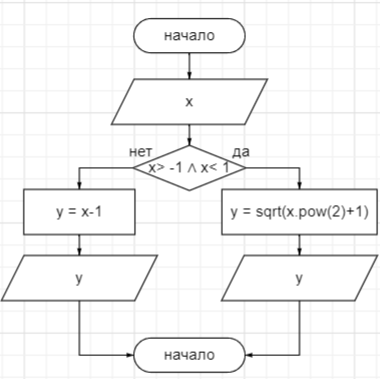 начало
x
нет
да
x> -1 ∧ x< 1
y = x-1
y = sqrt(x.pow(2)+1)
y
y
начало